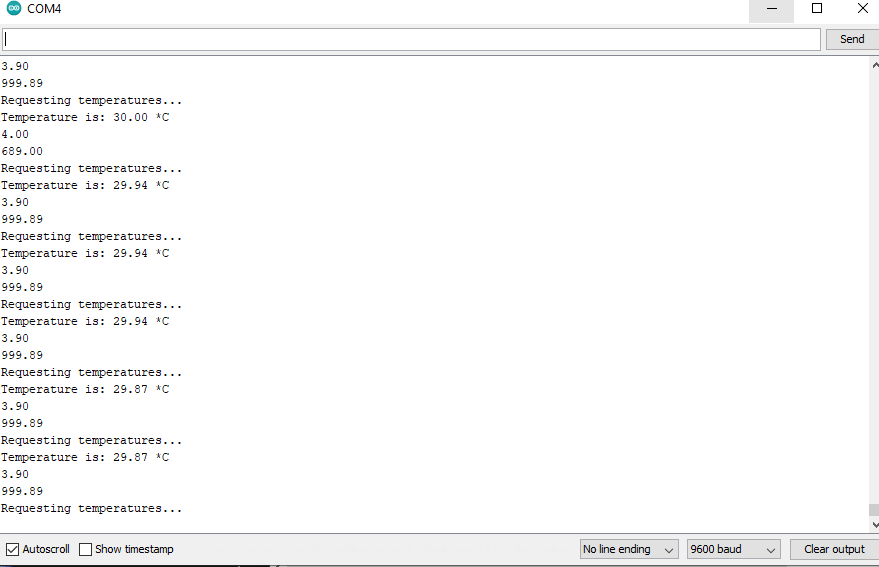 COM4
Send
3.90
999.89
Requesting temperatures...
Temperature is: 30.00 *C
4.00
689.00
Requesting temperatures...
Temperature is: 29.94 *C
3.90
999.89
Requesting temperatures...
Temperature is: 29.94 *C
3.90
999.89
Requesting temperatures...
Temperature is: 29.94 *C
3.90
999.89
Requesting temperatures...
Temperature is: 29.87 *C
3.90
999.89
Requesting temperatures...
Temperature is: 29.87 *C
3.90
999.89
Requesting temperatures...
Autoscroll Show timestamp No line ending 9600 baud Clear output